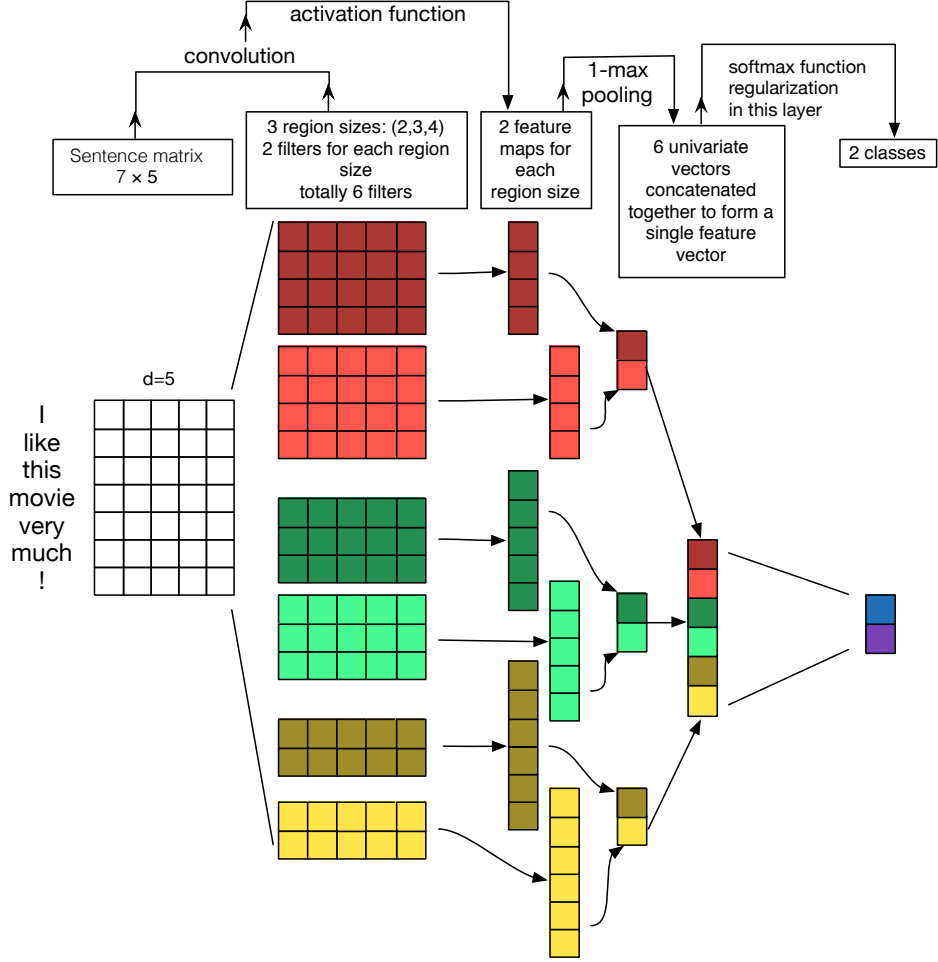 activation function
convolution
1-max
pooling
softmax function
regularization
in this layer
Sentence matrix
7 × 5
3 region sizes: (2,3,4)
2 filters for each region
size
totally 6 filters
2 feature
maps for
each
region size
6 univariate
vectors
concatenated
together to form a
single feature
vector
2 classes
d=5
I
like
this
movie
very
much
!